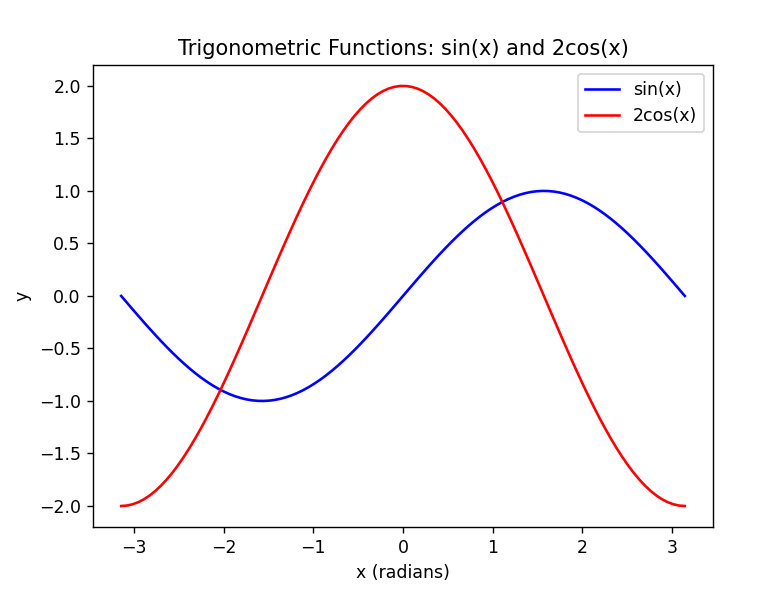 Trigonometric Functions: sin(x) and 2cos(x)
sin(x)
2cos(x)
2.0
1.5
1.0
0.5
0.0
−0.5
−1.0
−1.5
−2.0
y
−3 −2 −1 0 1 2 3
x (radians)